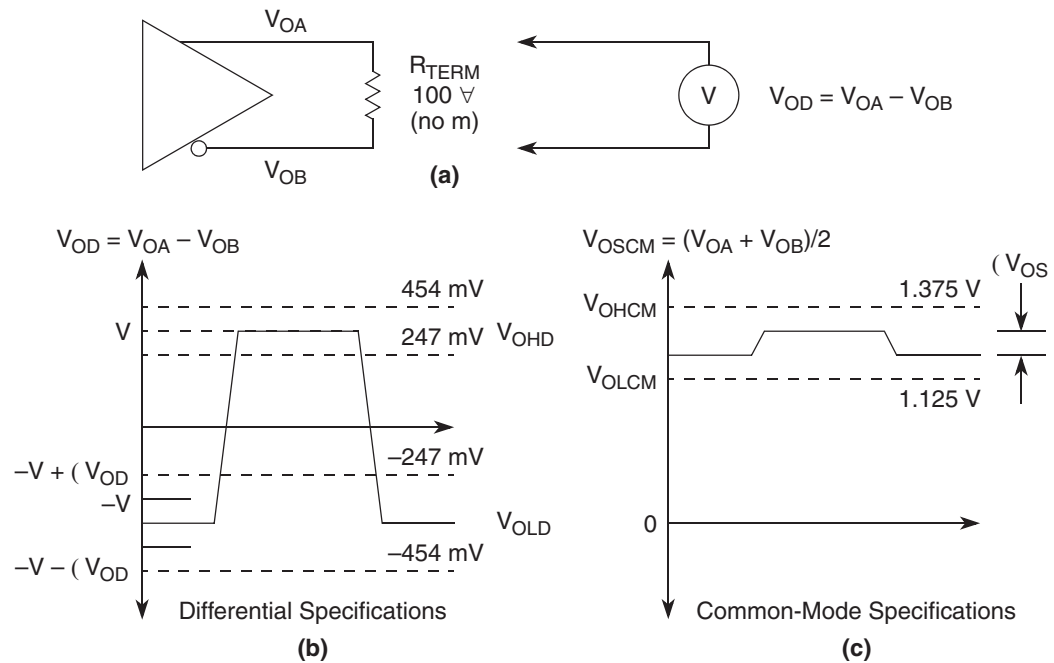 V_OA
R_TERM
100 ∀
(no m)
V_OB
V
V_OD = V_OA – V_OB
(a)
V_OD = V_OA – V_OB
454 mV
V
247 mV
V_OHD
–247 mV
–V + ( V_OD
–V
V_OLD
–454 mV
–V – ( V_OD
Differential Specifications
(b)
V_OSCM = (V_OA + V_OB)/2
( V_OS
1.375 V
V_OHCM
V_OLCM
1.125 V
0
Common-Mode Specifications
(c)